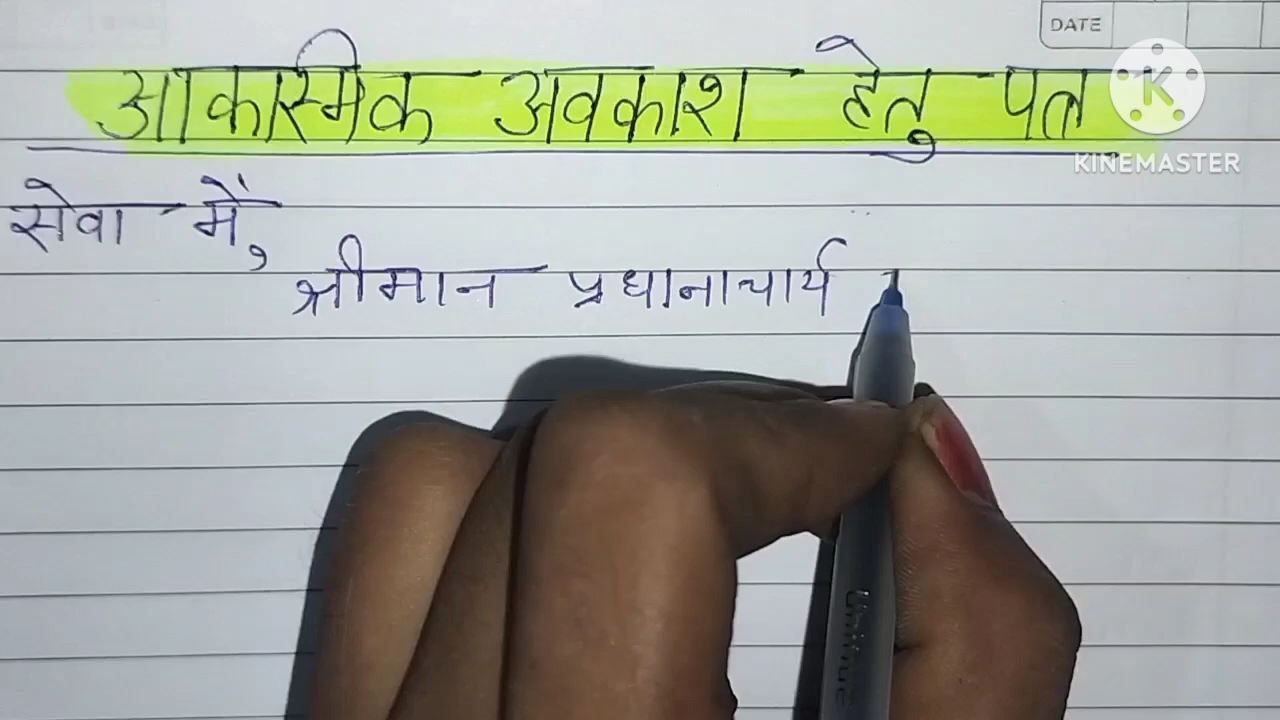 DATE
आकस्मिक अवकाश हेतु पत्र
K
KINEMASTER
सेवा में,
श्रीमान प्रधानाचार्य